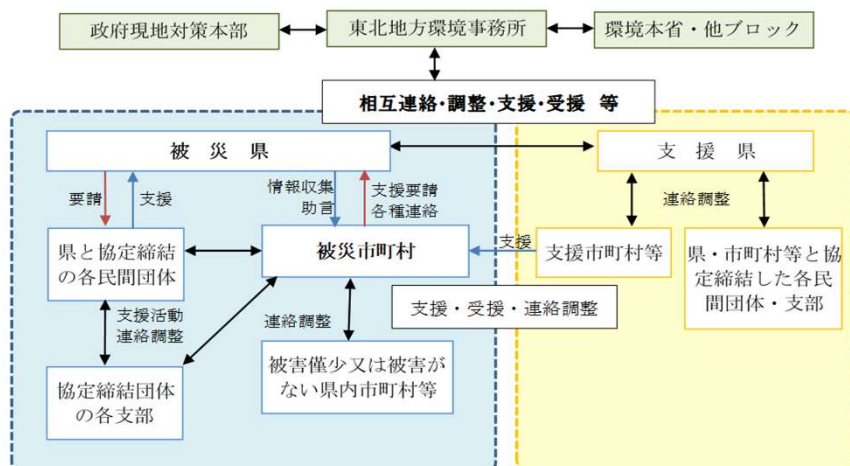 政府現地対策本部
東北地方環境事務所
環境本省・他ブロック
相互連絡・調整・支援・受援 等
被 災 県
支 援 県
要請
支援
情報収集
助言
支援要請
各種連絡
連絡調整
県と協定締結
の各民間団体
被災市町村
支援
支援市町村等
県・市町村等と協
定締結した各民
間団体・支部
支援活動
連絡調整
連絡調整
支援・受援・連絡調整
協定締結団体
の各支部
被害僅少又は被害が
ない県内市町村等